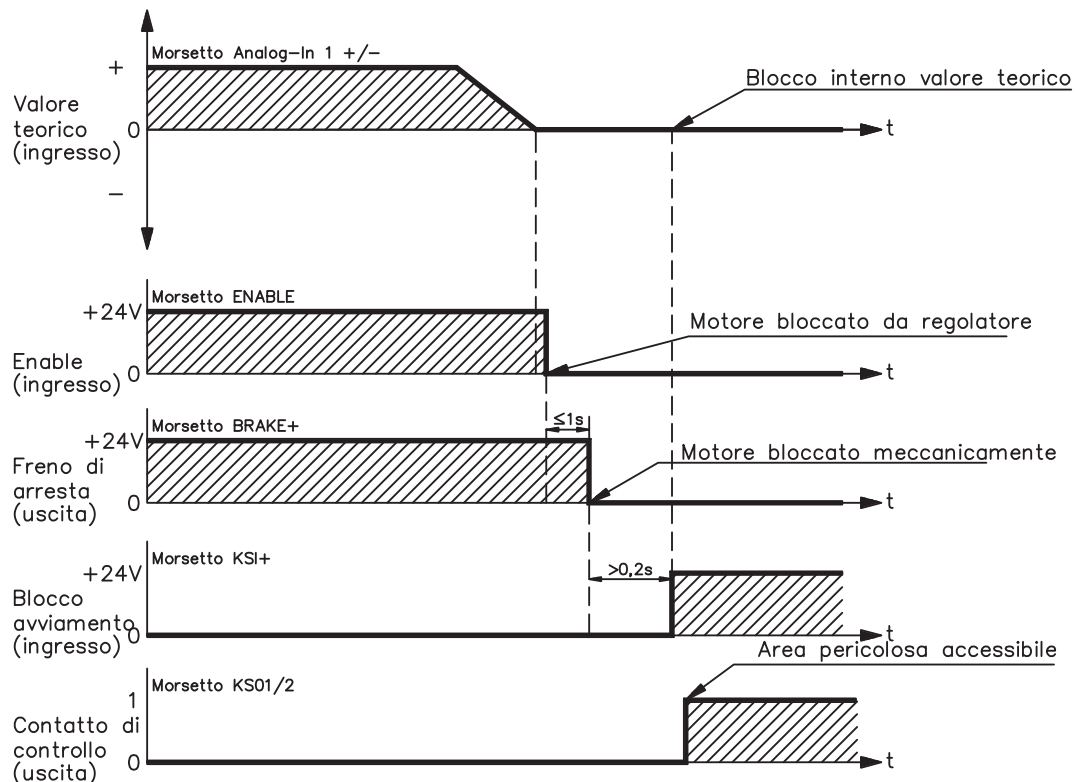 Morsetto Analog-In 1 +/-
+
Valore
teorico
(ingresso)
0
-
t
Blocco interno valore teorico
Morsetto ENABLE
+24V
Enable
(ingresso)
0
t
Motore bloccato da regolatore
Morsetto BRAKE+
+24V
≤1s
Freno di
arresta
(uscita)
0
t
Motore bloccato meccanicamente
Morsetto KSI+
+24V
>0,2s
Blocco
avviamento
(ingresso)
0
t
Area pericolosa accessibile
Morsetto KS01/2
1
Contatto di
controllo
(uscita)
0
t